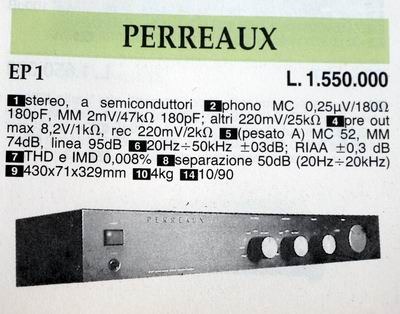 PERREAUX
EP1 L. 1.550.000
1 stereo, a semiconduttori 2 phono MC 0,25µV/180Ω
180pF, MM 2mV/47kΩ 180pF; altri 220mV/25kΩ 4 pre out
max 8,2V/1kΩ, rec 220mV/2kΩ 5 (pesato A) MC 52, MM
74dB, linea 95dB 6 20Hz÷50kHz ±03dB; RIAA ±0,3 dB
7 THD e IMD 0,008% 8 separazione 50dB (20Hz÷20kHz)
9 430x71x329mm 10 4kg 14 10/90
PERREAUX